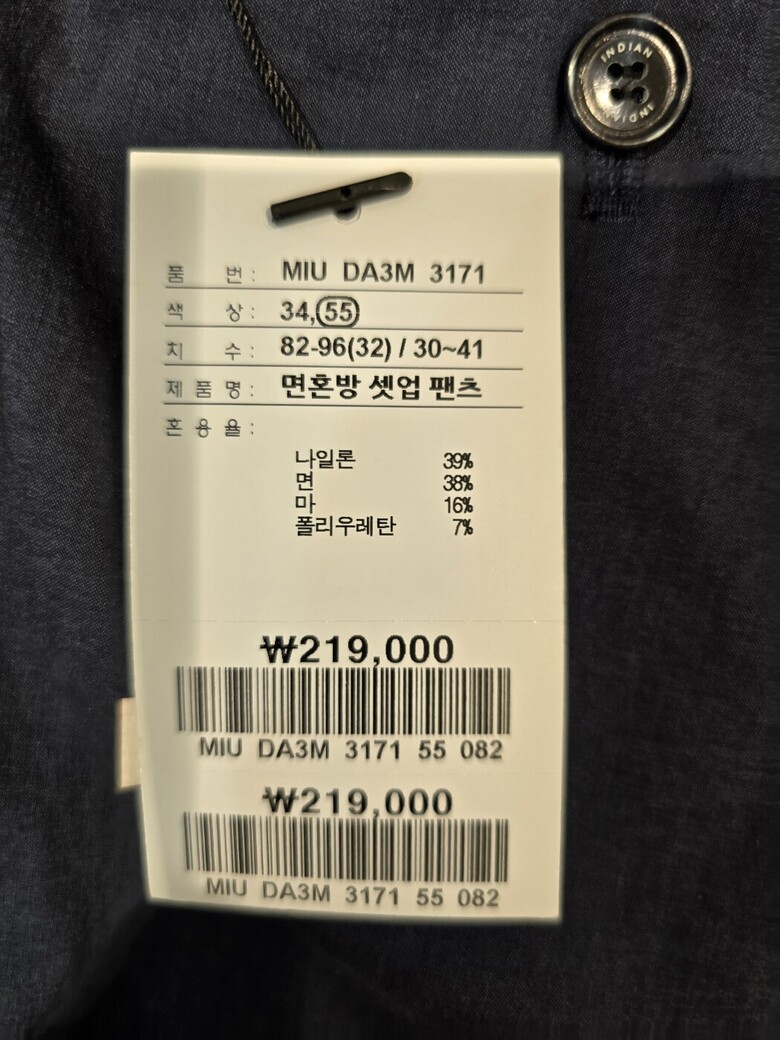 INDIAN
INDIAN
품 번 : MIU DA3M 3171
색 상 : 34,55
치 수 : 82-96(32) / 30~41
제 품 명 : 면혼방 셋업 팬츠
혼 용 율 :
나일론 39%
면 38%
마 16%
폴리우레탄 7%
₩219,000
MIU DA3M 3171 55 082
₩219,000
MIU DA3M 3171 55 082